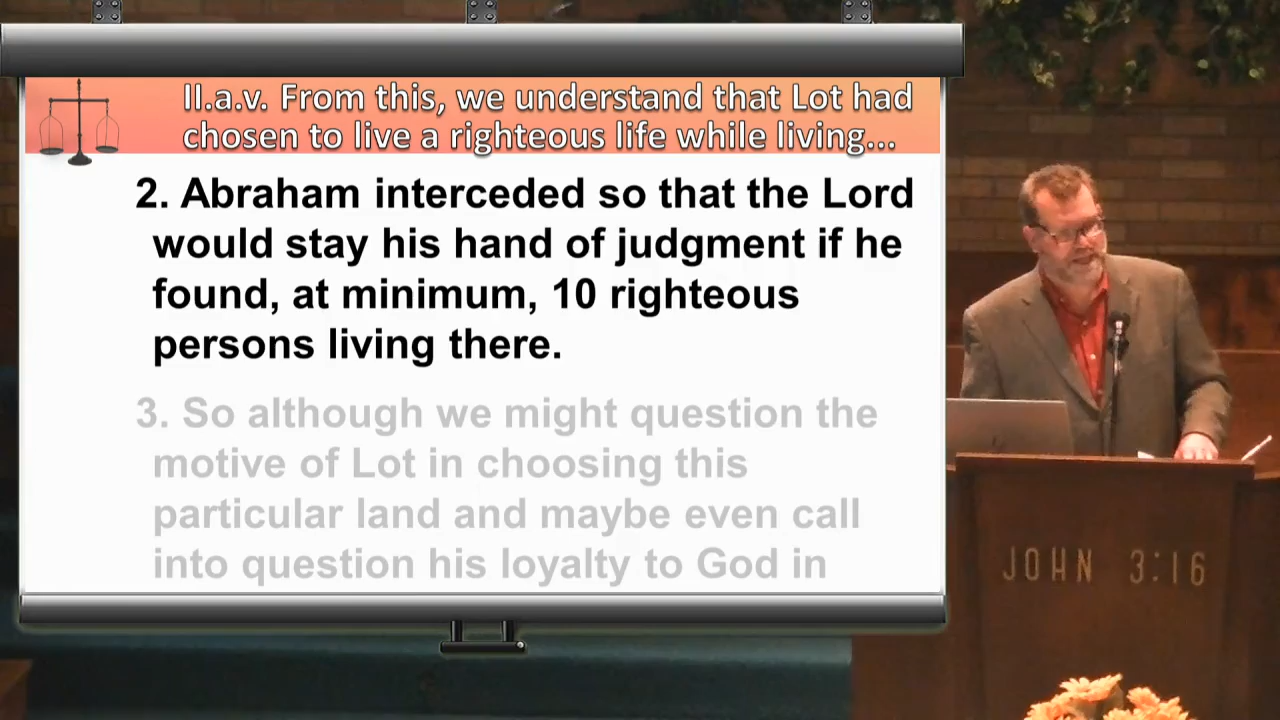 II.a.v. From this, we understand that Lot had
chosen to live a righteous life while living...
2. Abraham interceded so that the Lord
would stay his hand of judgment if he
found, at minimum, 10 righteous
persons living there.
3. So although we might question the
motive of Lot in choosing this
particular land and maybe even call
into question his loyalty to God in
JOHN 3:16